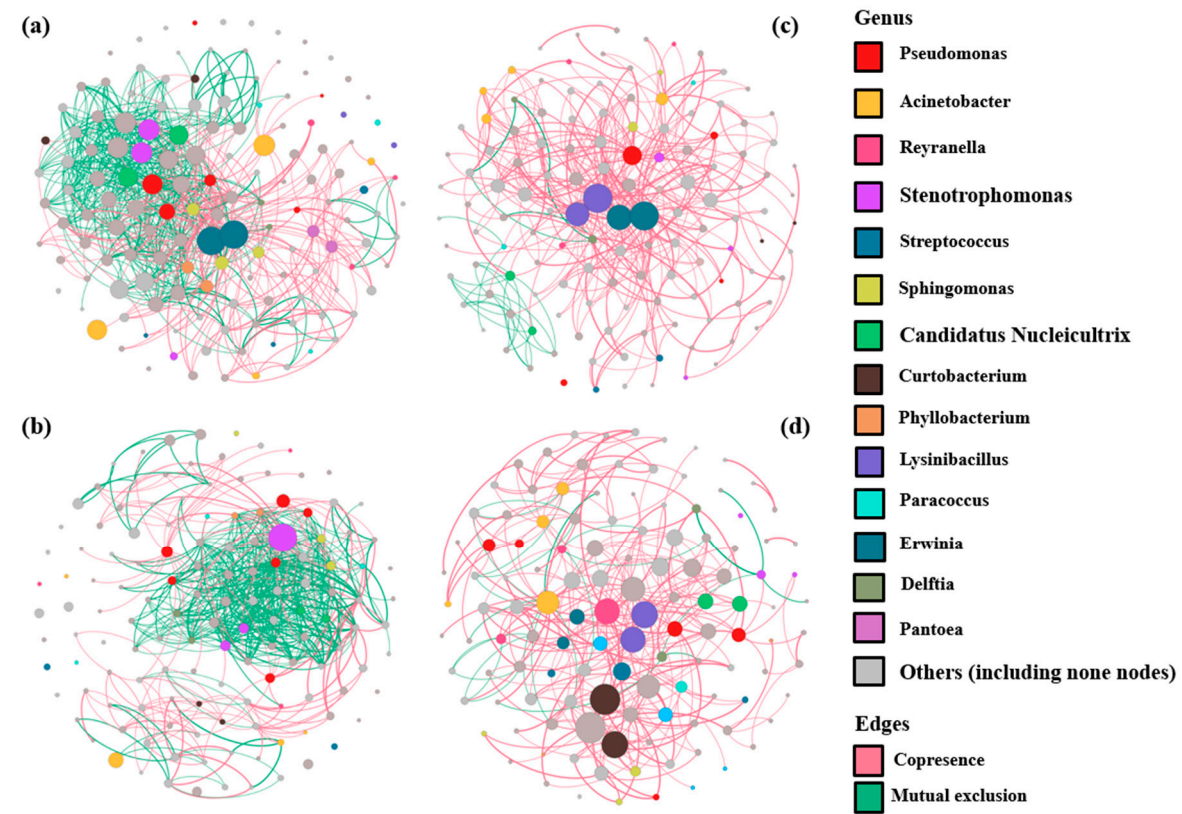 (a)
(c)
(b)
(d)
Genus
Pseudomonas
Acinetobacter
Reyranella
Stenotrophomonas
Streptococcus
Sphingomonas
Candidatus Nucleicultrix
Curtobacterium
Phyllobacterium
Lysinibacillus
Paracoccus
Erwinia
Delftia
Pantoea
Others (including none nodes)
Edges
Copresence
Mutual exclusion